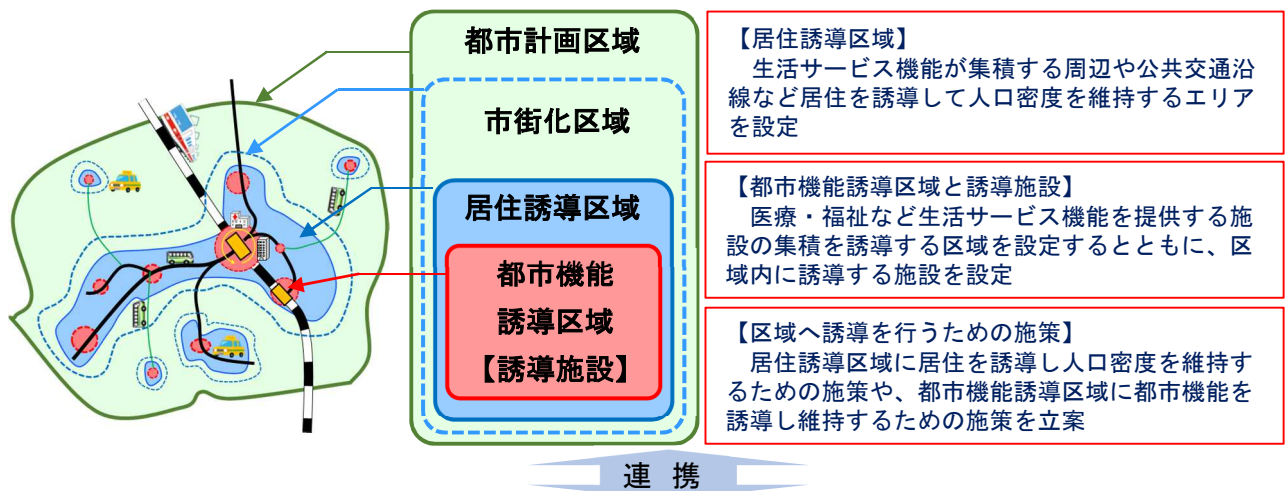 都市計画区域
市街化区域
居住誘導区域
都市機能
誘導区域
【誘導施設】
【居住誘導区域】
　生活サービス機能が集積する周辺や公共交通沿
線など居住を誘導して人口密度を維持するエリア
を設定
【都市機能誘導区域と誘導施設】
　医療・福祉など生活サービス機能を提供する施
設の集積を誘導する区域を設定するとともに、区
域内に誘導する施設を設定
【区域へ誘導を行うための施策】
　居住誘導区域に居住を誘導し人口密度を維持す
るための施策や、都市機能誘導区域に都市機能を
誘導し維持するための施策を立案
連 携